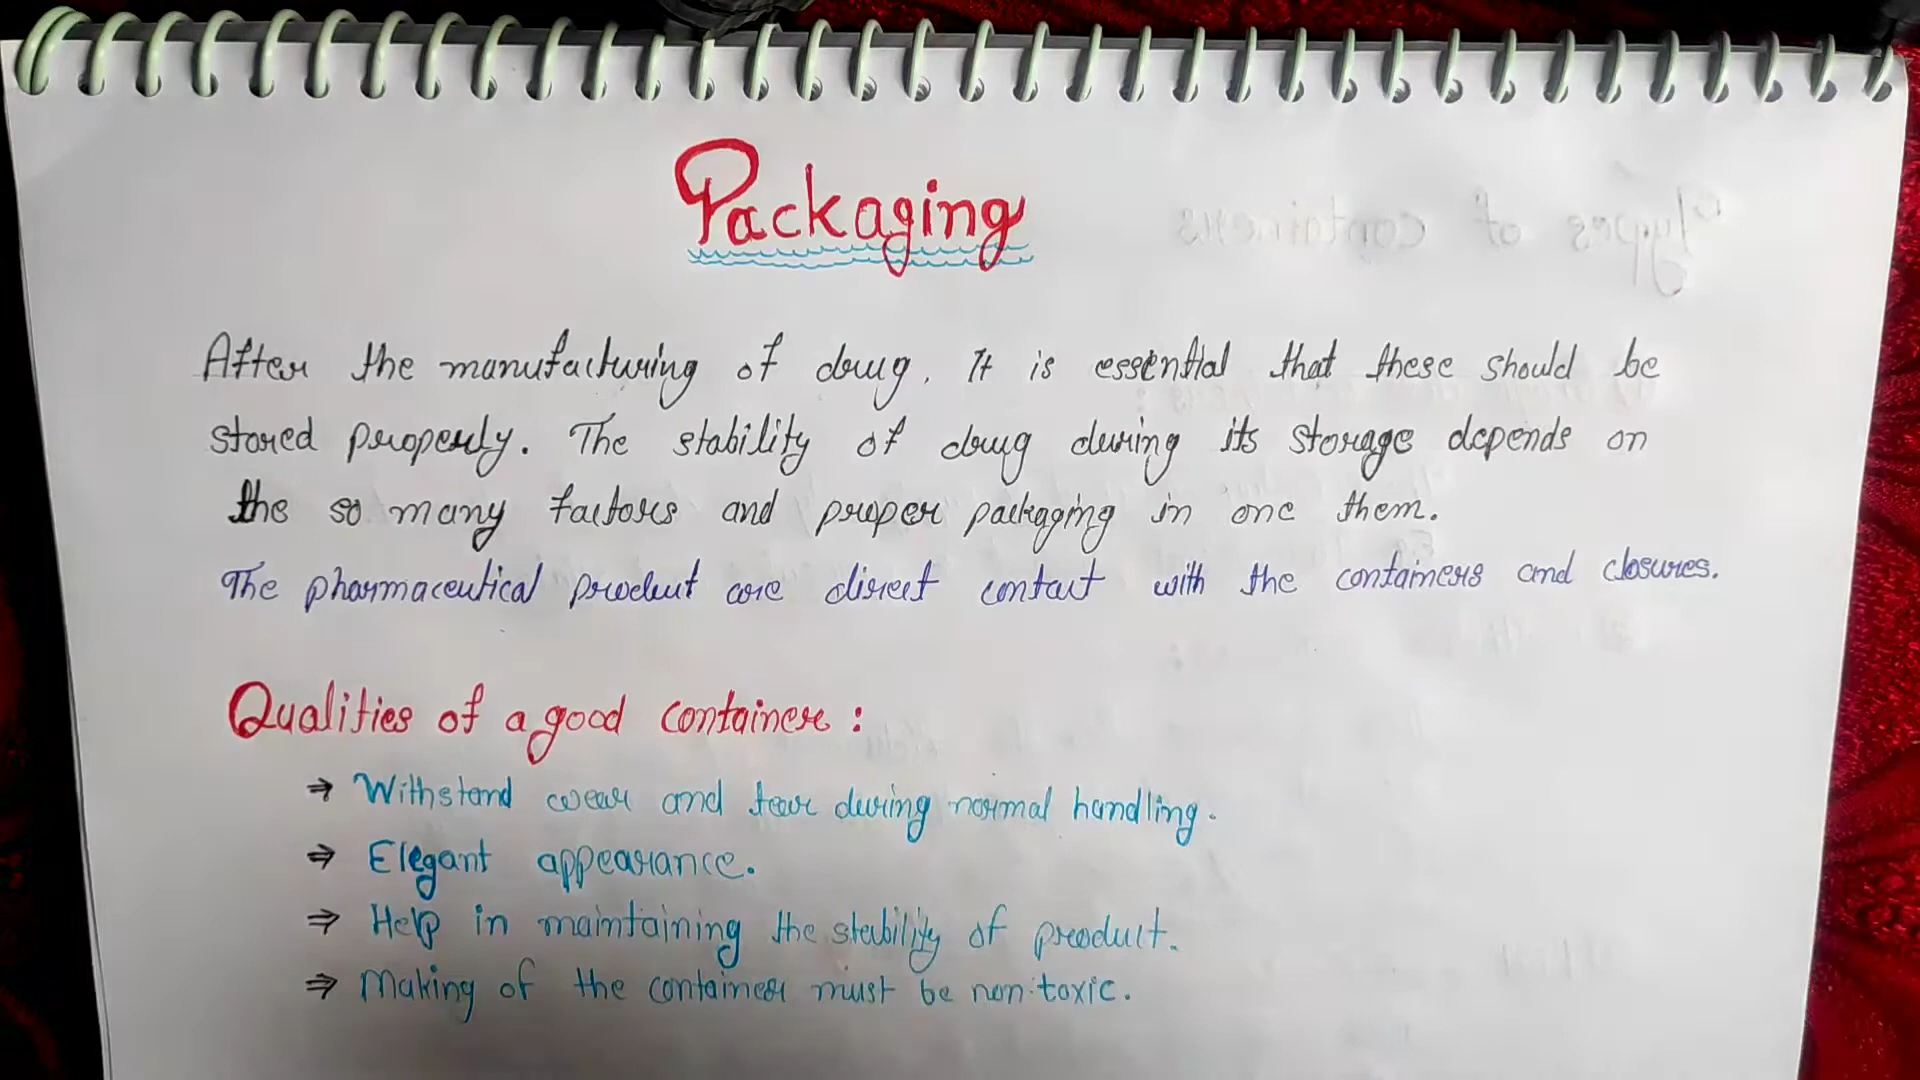 Packaging
After the manufacturing of drug. It is essential that these should be
stored properly. The stability of drug during its storage depends on
the so many factors and proper packaging in one them.
The pharmaceutical product are direct contact with the containers and closures.
Qualities of a good container :
⇒ Withstand wear and tear during normal handling.
⇒ Elegant appearance.
⇒ Help in maintaining the stability of product.
⇒ Making of the container must be non-toxic.
Types of containers